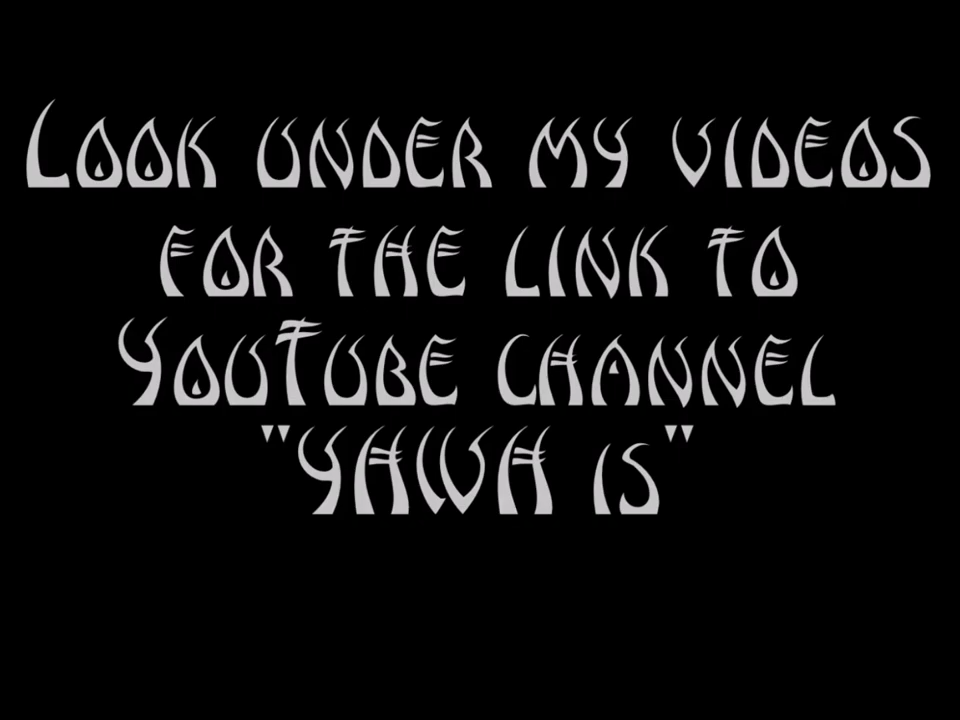 Look under my videos
for the link to
YouTube channel
"YAWA is"